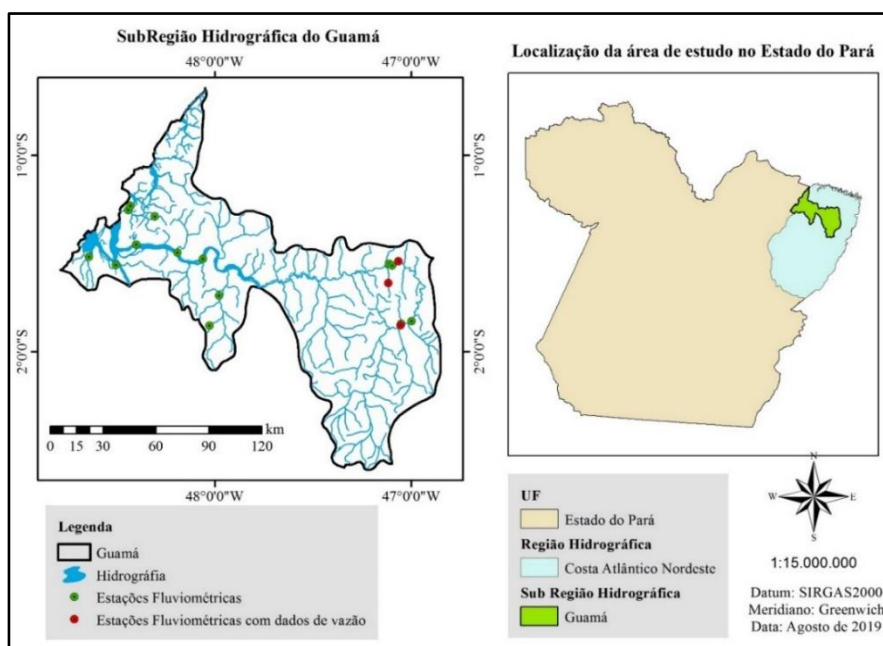 SubRegião Hidrográfica do Guamá
48°0'0"W
47°0'0"W
1°0'0"S
1°0'0"S
2°0'0"S
2°0'0"S
km
0 15 30 60 90 120
48°0'0"W
47°0'0"W
Legenda
Guamá
Hidrográfia
Estações Fluviométricas
Estações Fluviométricas com dados de vazão
Localização da área de estudo no Estado do Pará
UF
Estado do Pará
Região Hidrográfica
Costa Atlântico Nordeste
Sub Região Hidrográfica
Guamá
N
W
E
S
1:15.000.000
Datum: SIRGAS2000
Meridiano: Greenwich
Data: Agosto de 2019